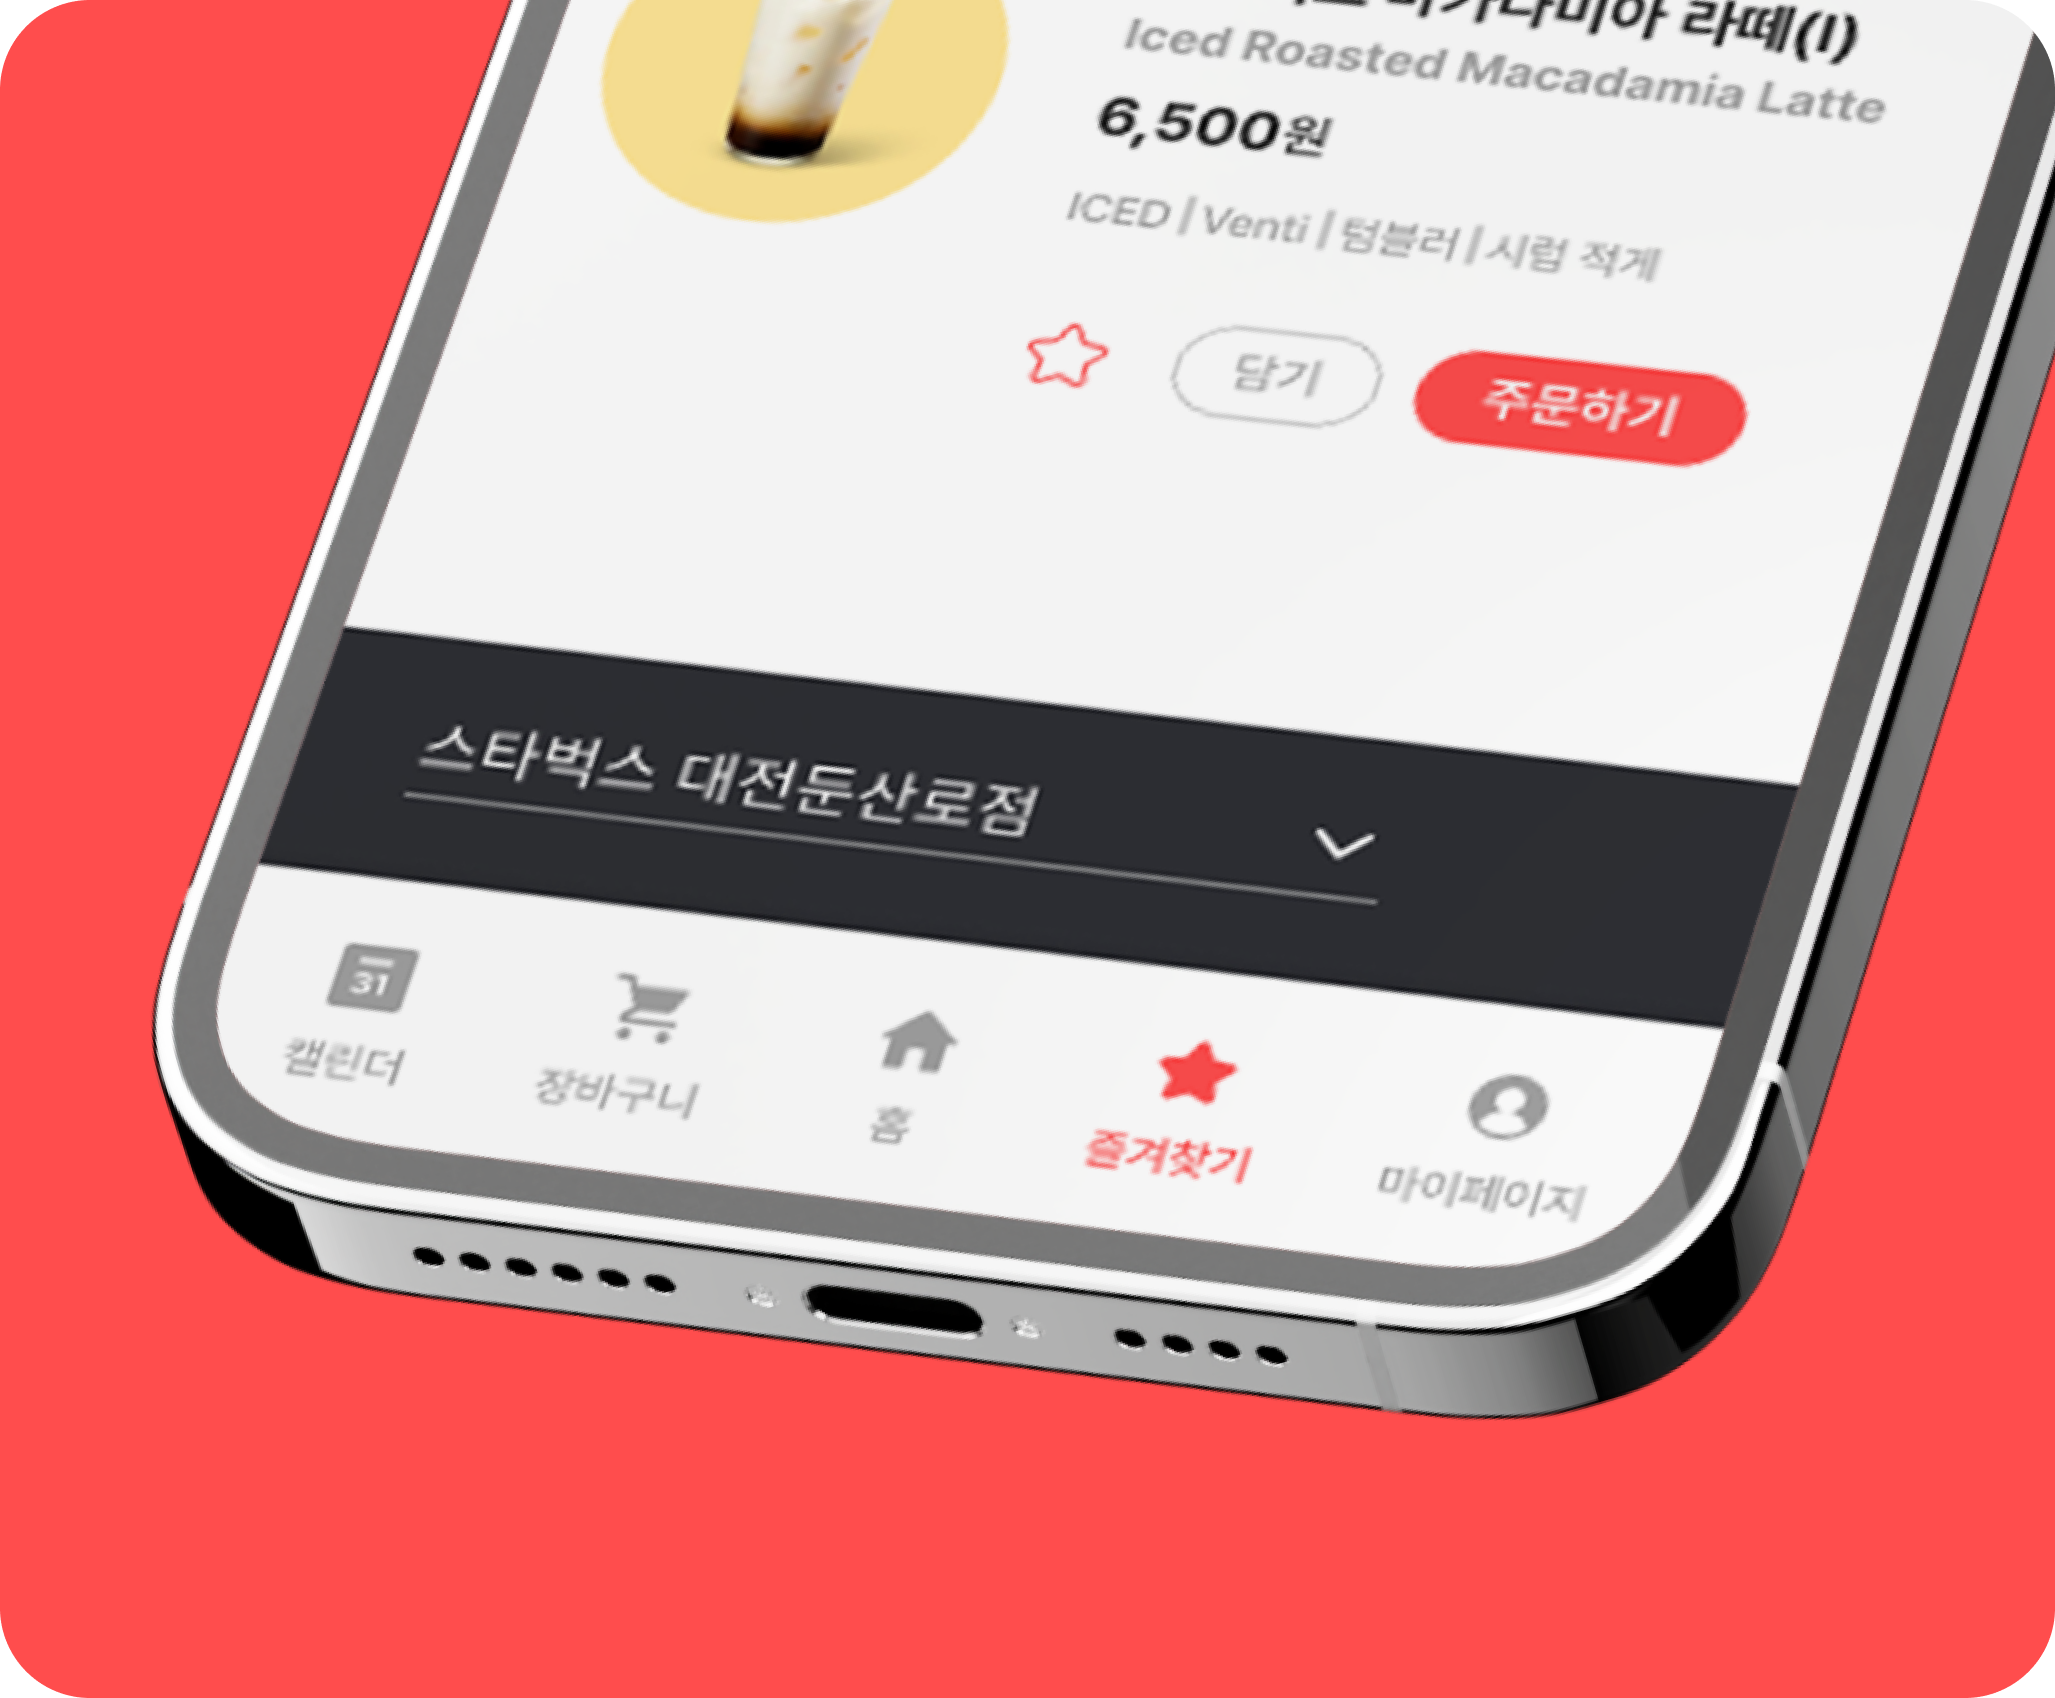 마카다미아 라떼(I)
Iced Roasted Macadamia Latte
6,500원
ICED | Venti | 텀블러 | 시럽 적게
담기
주문하기
스타벅스 대전둔산로점
31
캘린더
장바구니
홈
즐겨찾기
마이페이지